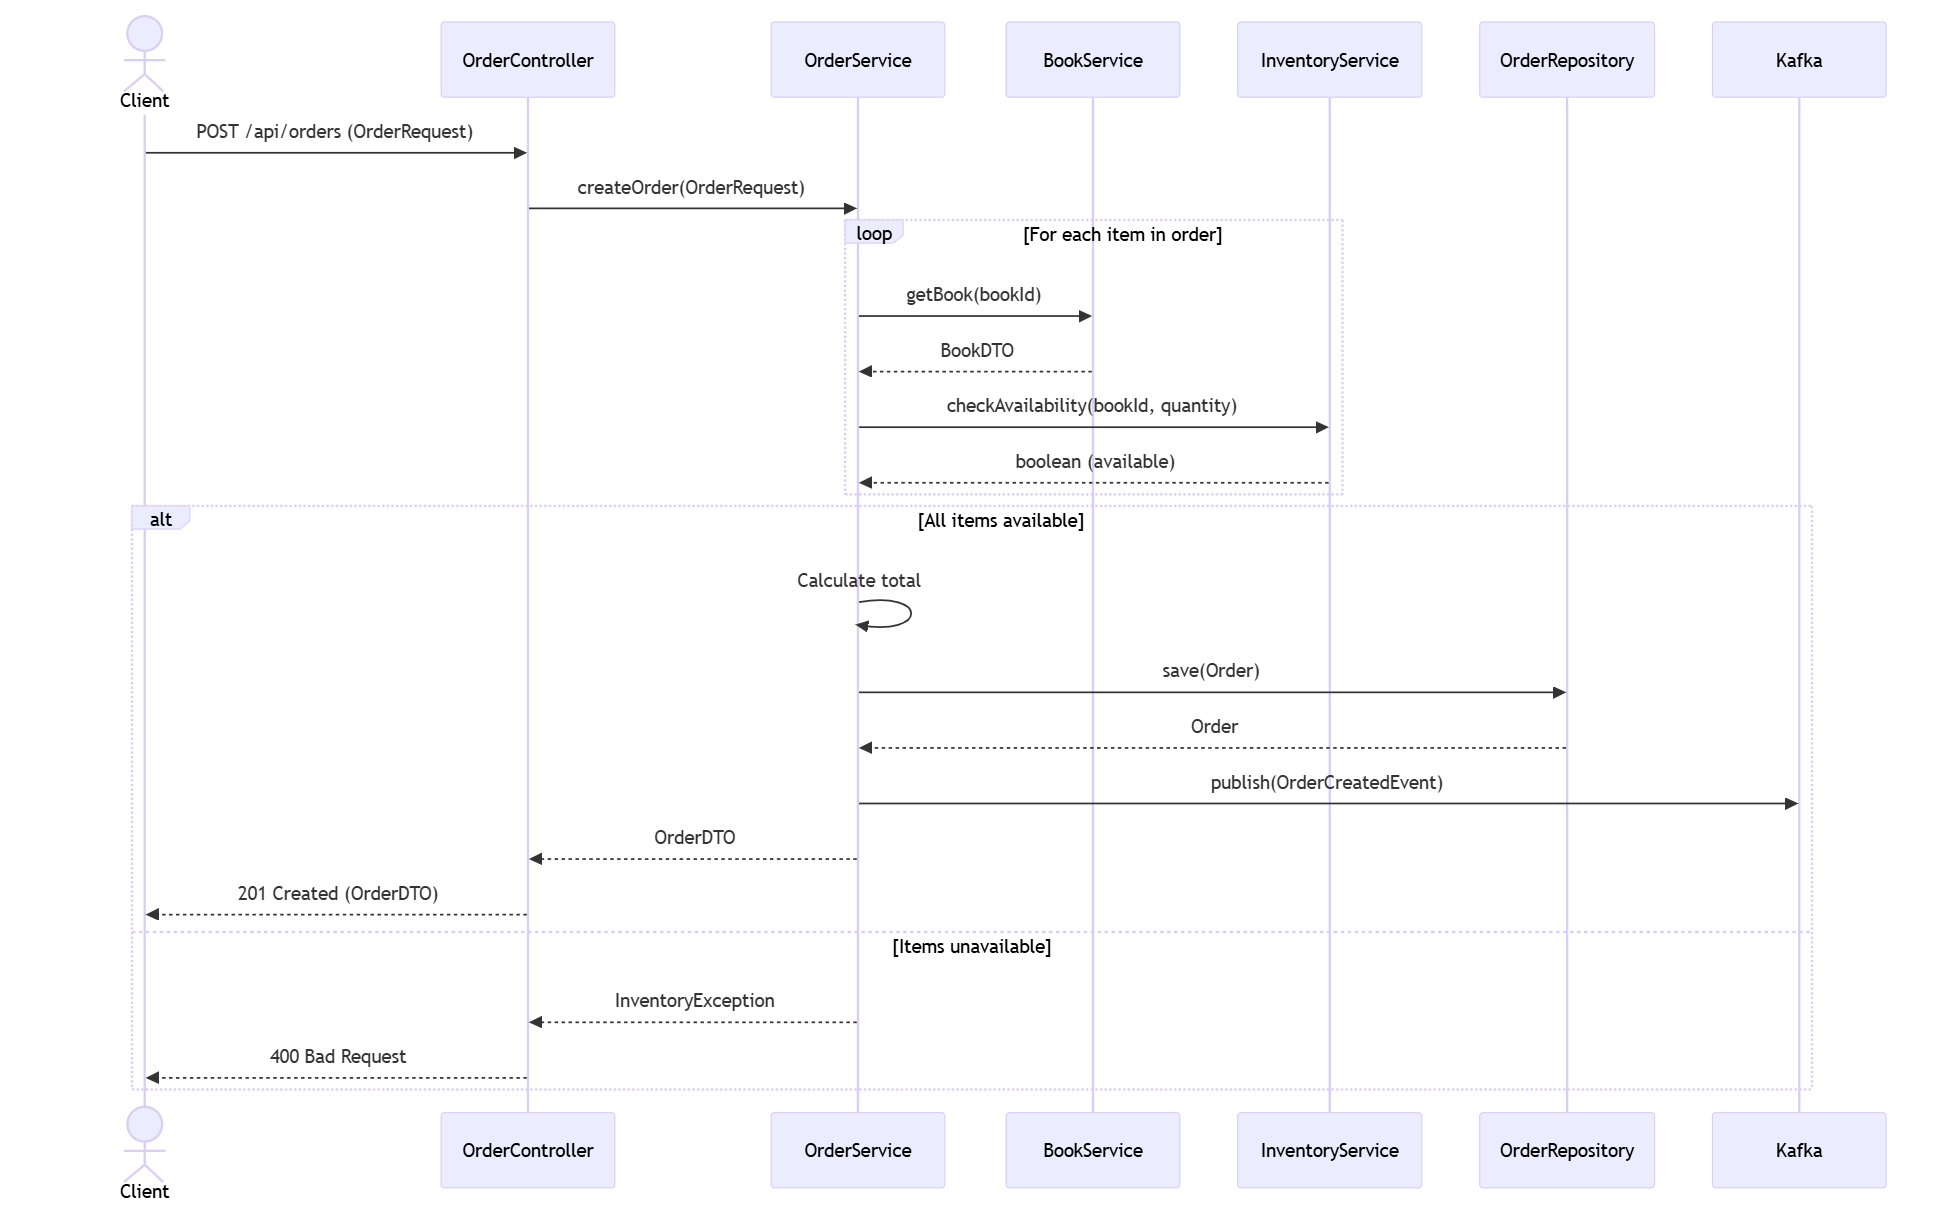 Client
OrderController
OrderService
BookService
InventoryService
OrderRepository
Kafka
POST /api/orders (OrderRequest)
createOrder(OrderRequest)
loop
[For each item in order]
getBook(bookId)
BookDTO
checkAvailability(bookId, quantity)
boolean (available)
alt
[All items available]
Calculate total
save(Order)
Order
publish(OrderCreatedEvent)
OrderDTO
201 Created (OrderDTO)
[Items unavailable]
InventoryException
400 Bad Request
Client
OrderController
OrderService
BookService
InventoryService
OrderRepository
Kafka